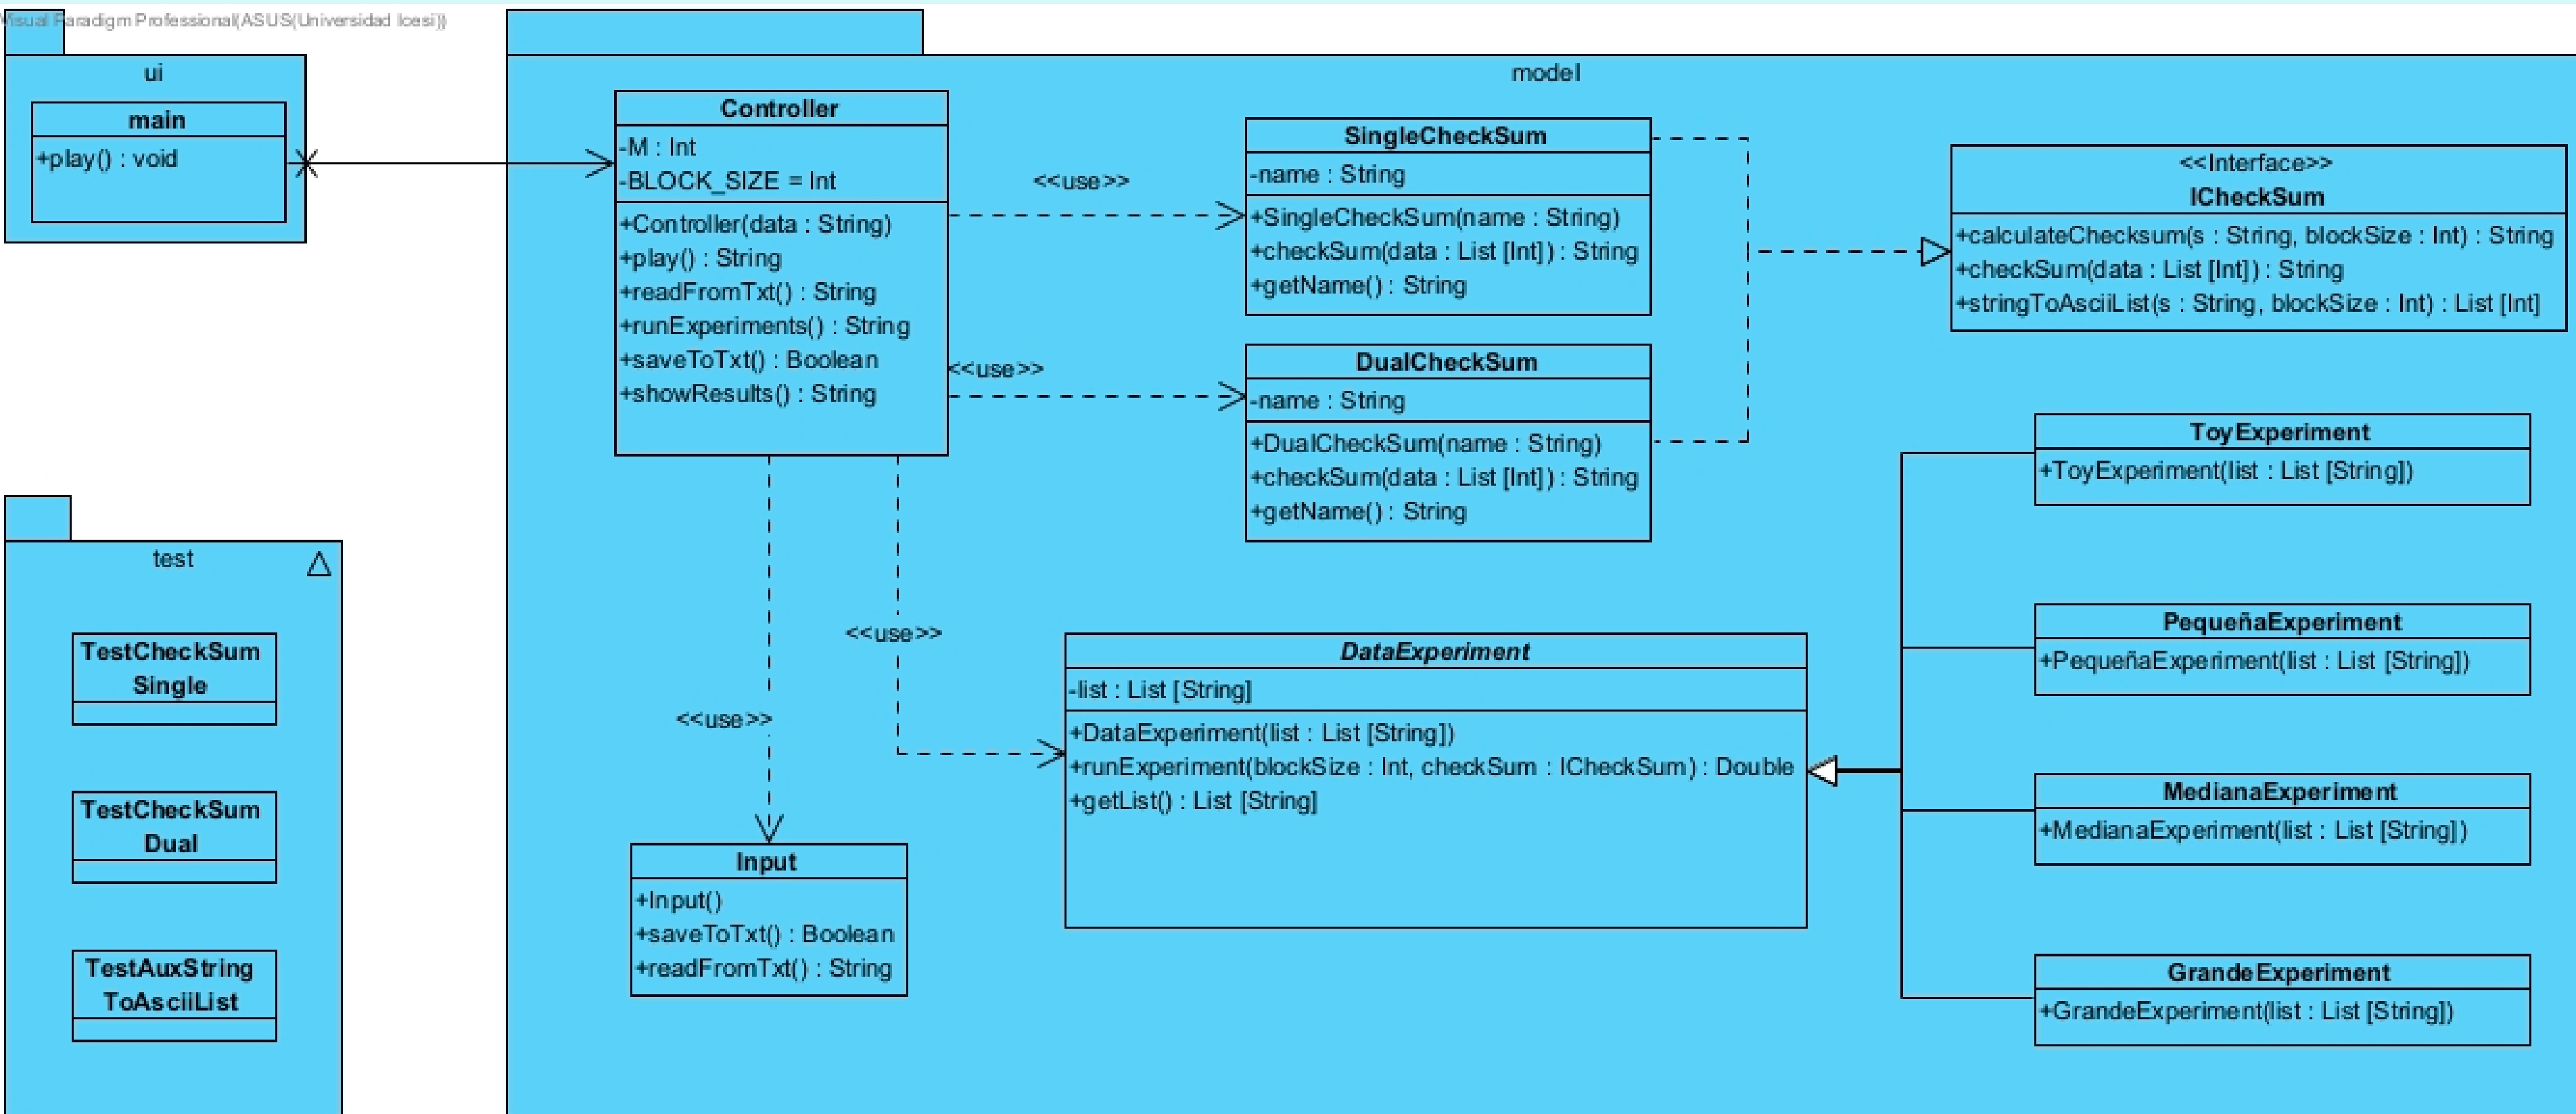 Visual Paradigm Professional(ASUS(Universidad Icesi))
ui
main
+play() : void
model
Controller
-M : Int
-BLOCK_SIZE = Int
+Controller(data : String)
+play() : String
+readFromTxt() : String
+runExperiments() : String
+saveToTxt() : Boolean
+showResults() : String
<<use>>
<<use>>
SingleCheckSum
-name : String
+SingleCheckSum(name : String)
+checkSum(data : List [Int]) : String
+getName() : String
DualCheckSum
-name : String
+DualCheckSum(name : String)
+checkSum(data : List [Int]) : String
+getName() : String
<<Interface>>
ICheckSum
+calculateChecksum(s : String, blockSize : Int) : String
+checkSum(data : List [Int]) : String
+stringToAsciiList(s : String, blockSize : Int) : List [Int]
test
TestCheckSum
Single
TestCheckSum
Dual
TestAuxString
ToAsciiList
<<use>>
<<use>>
Input
+Input()
+saveToTxt() : Boolean
+readFromTxt() : String
DataExperiment
-list : List [String]
+DataExperiment(list : List [String])
+runExperiment(blockSize : Int, checkSum : ICheckSum) : Double
+getList() : List [String]
ToyExperiment
+ToyExperiment(list : List [String])
PequeñaExperiment
+PequeñaExperiment(list : List [String])
MedianaExperiment
+MedianaExperiment(list : List [String])
GrandeExperiment
+GrandeExperiment(list : List [String])